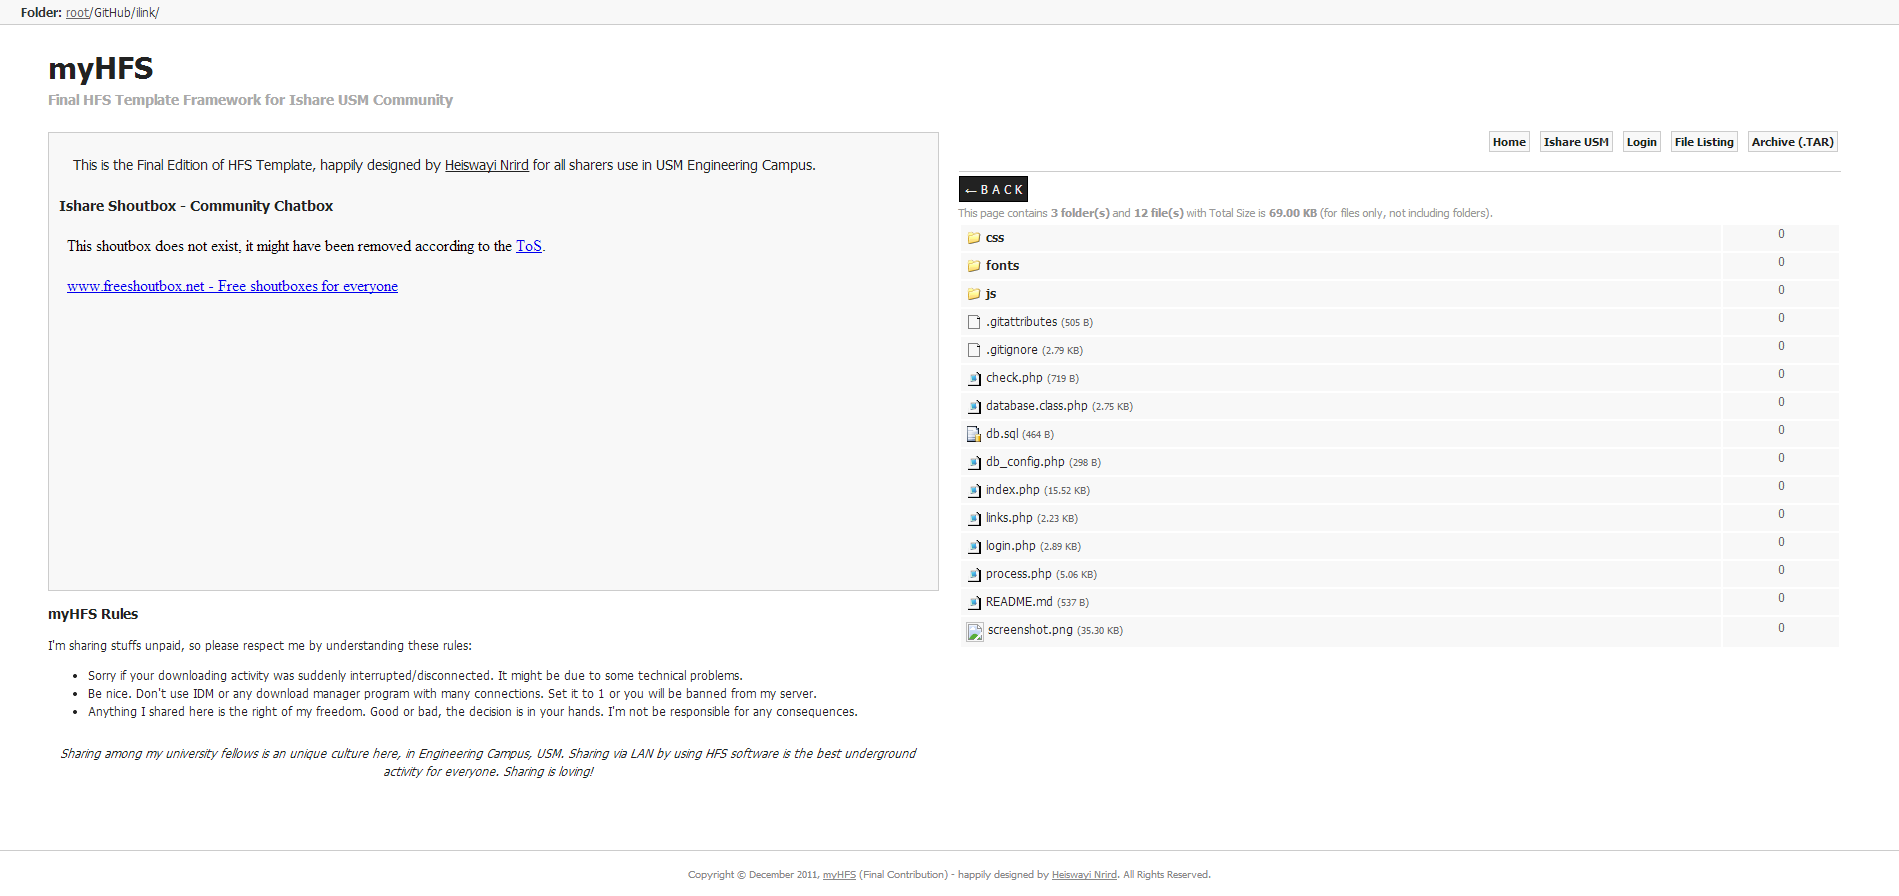 Folder: root/GitHub/ilink/
myHFS
Final HFS Template Framework for Ishare USM Community
This is the Final Edition of HFS Template, happily designed by Heiswayi Nrird for all sharers use in USM Engineering Campus.
Ishare Shoutbox - Community Chatbox
This shoutbox does not exist, it might have been removed according to the ToS.
www.freeshoutbox.net - Free shoutboxes for everyone
myHFS Rules
I'm sharing stuffs unpaid, so please respect me by understanding these rules:
• Sorry if your downloading activity was suddenly interrupted/disconnected. It might be due to some technical problems.
• Be nice. Don't use IDM or any download manager program with many connections. Set it to 1 or you will be banned from my server.
• Anything I shared here is the right of my freedom. Good or bad, the decision is in your hands. I'm not be responsible for any consequences.
Sharing among my university fellows is an unique culture here, in Engineering Campus, USM. Sharing via LAN by using HFS software is the best underground
activity for everyone. Sharing is loving!
Home Ishare USM Login File Listing Archive (.TAR)
←BACK
This page contains 3 folder(s) and 12 file(s) with Total Size is 69.00 KB (for files only, not including folders).
css 0
fonts 0
js 0
.gitattributes (505 B) 0
.gitignore (2.79 KB) 0
check.php (719 B) 0
database.class.php (2.75 KB) 0
db.sql (464 B) 0
db_config.php (298 B) 0
index.php (15.52 KB) 0
links.php (2.23 KB) 0
login.php (2.89 KB) 0
process.php (5.06 KB) 0
README.md (537 B) 0
screenshot.png (35.30 KB) 0
Copyright © December 2011, myHFS (Final Contribution) - happily designed by Heiswayi Nrird. All Rights Reserved.